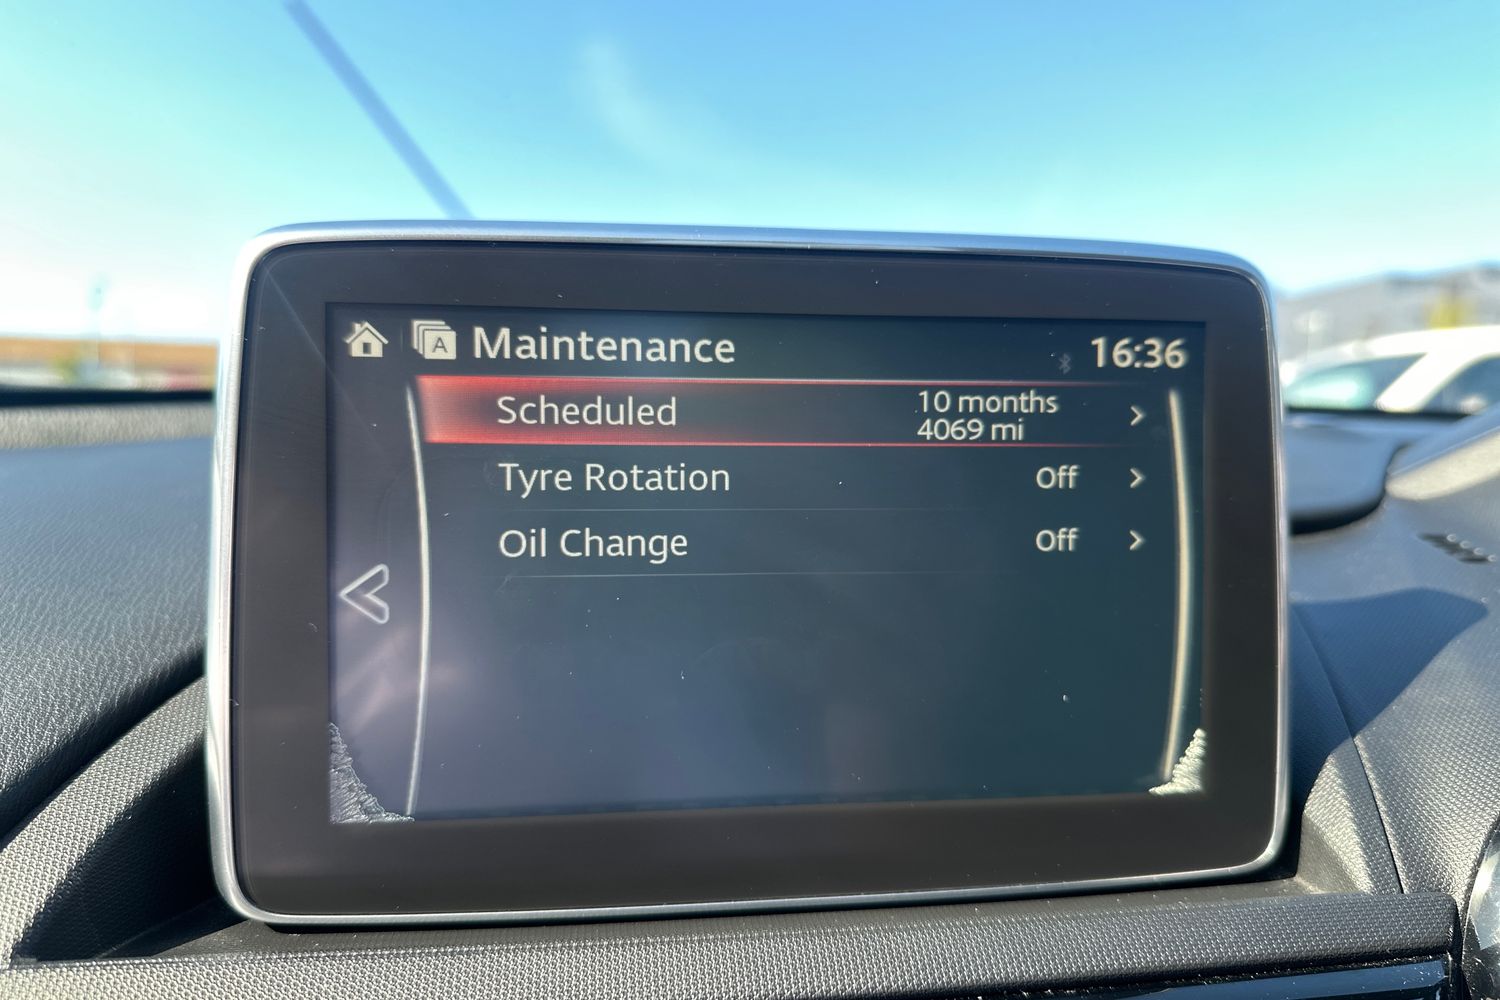 A Maintenance 16:36
Scheduled 10 months
4069 mi
Tyre Rotation Off
Oil Change Off